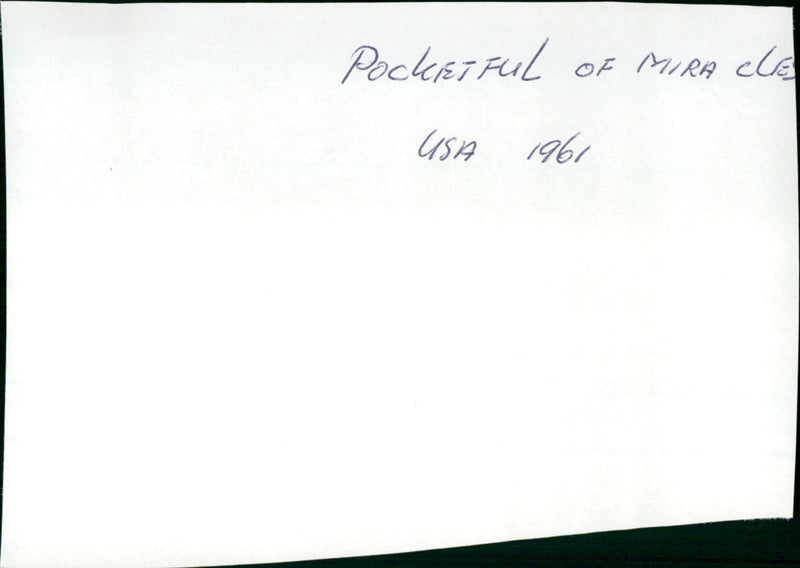 POCKETFUL OF MIRACLES
USA 1961